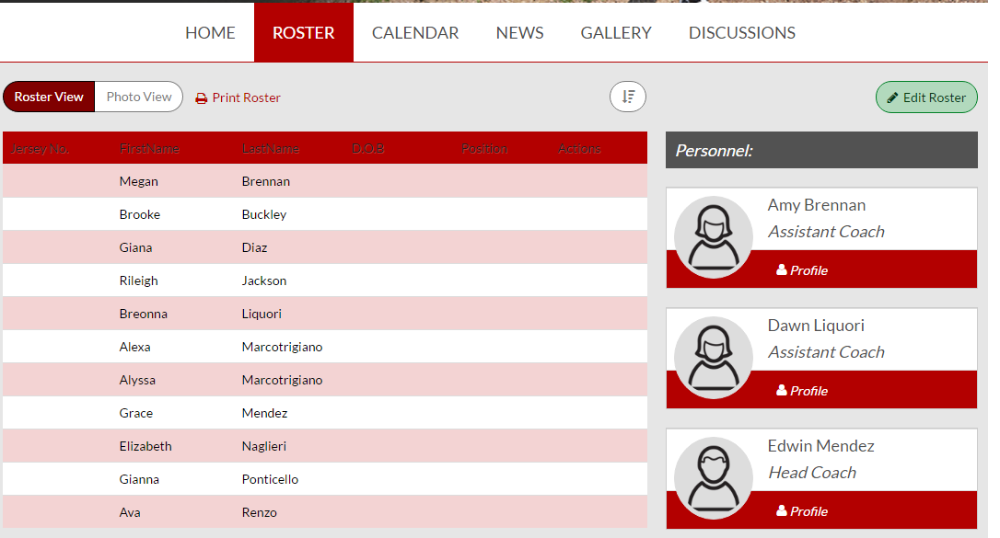 HOME ROSTER CALENDAR NEWS GALLERY DISCUSSIONS
Roster View Photo View Print Roster Edit Roster
Jersey No. FirstName LastName D.O.B Position Actions
Megan Brennan
Brooke Buckley
Giana Diaz
Rileigh Jackson
Breonna Liquori
Alexa Marcotrigiano
Alyssa Marcotrigiano
Grace Mendez
Elizabeth Naglieri
Gianna Ponticello
Ava Renzo
Personnel:
Amy Brennan
Assistant Coach
Profile
Dawn Liquori
Assistant Coach
Profile
Edwin Mendez
Head Coach
Profile